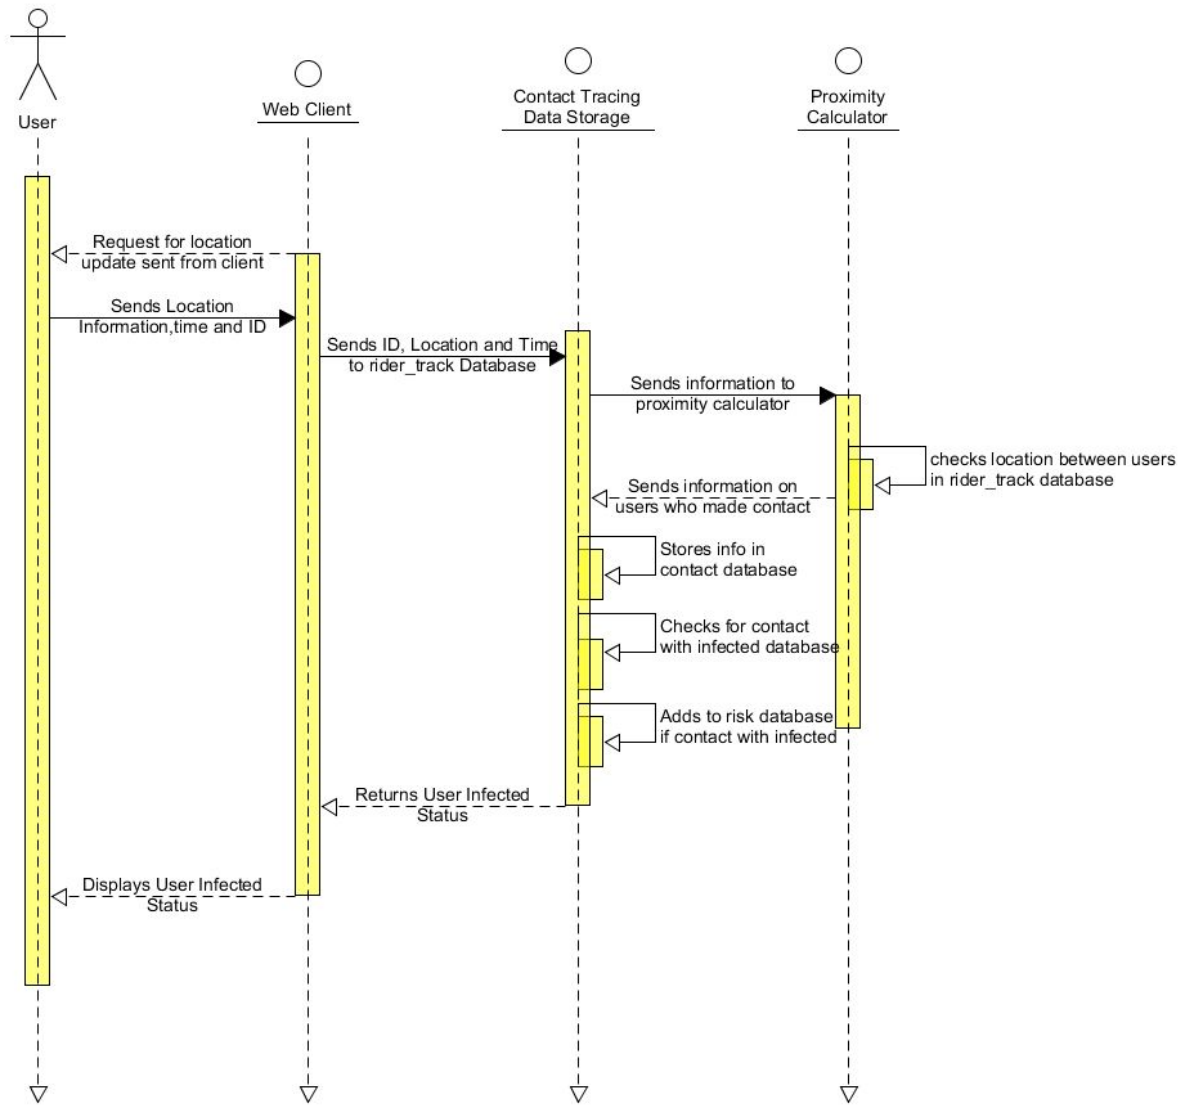 User
Web Client
Contact Tracing
Data Storage
Proximity
Calculator
Request for location
update sent from client
Sends Location
Information,time and ID
Sends ID, Location and Time
to rider_track Database
Sends information to
proximity calculator
checks location between users
in rider_track database
Sends information on
users who made contact
Stores info in
contact database
Checks for contact
with infected database
Adds to risk database
if contact with infected
Returns User Infected
Status
Displays User Infected
Status